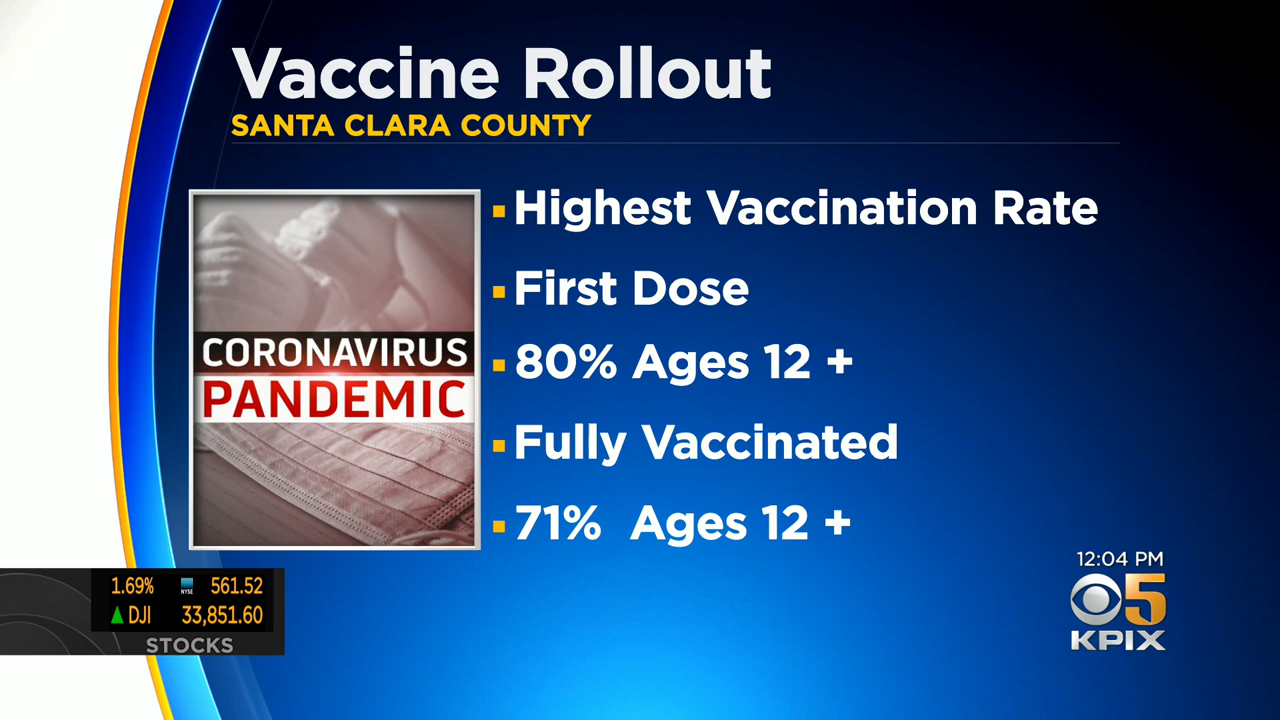 Vaccine Rollout
SANTA CLARA COUNTY
Highest Vaccination Rate
First Dose
80% Ages 12 +
Fully Vaccinated
71% Ages 12 +
CORONAVIRUS
PANDEMIC
1.69% NYSE 561.52
DJI 33,851.60
STOCKS
12:04 PM
5
KPIX